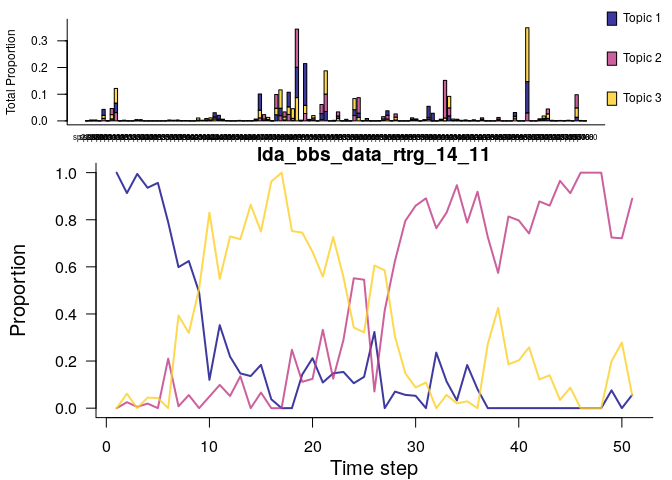 Topic 1
Topic 2
Topic 3
Total Proportion
0.3
0.2
0.1
0.0
lda_bbs_data_rtrg_14_11
Proportion
1.0
0.8
0.6
0.4
0.2
0.0
0 10 20 30 40 50
Time step